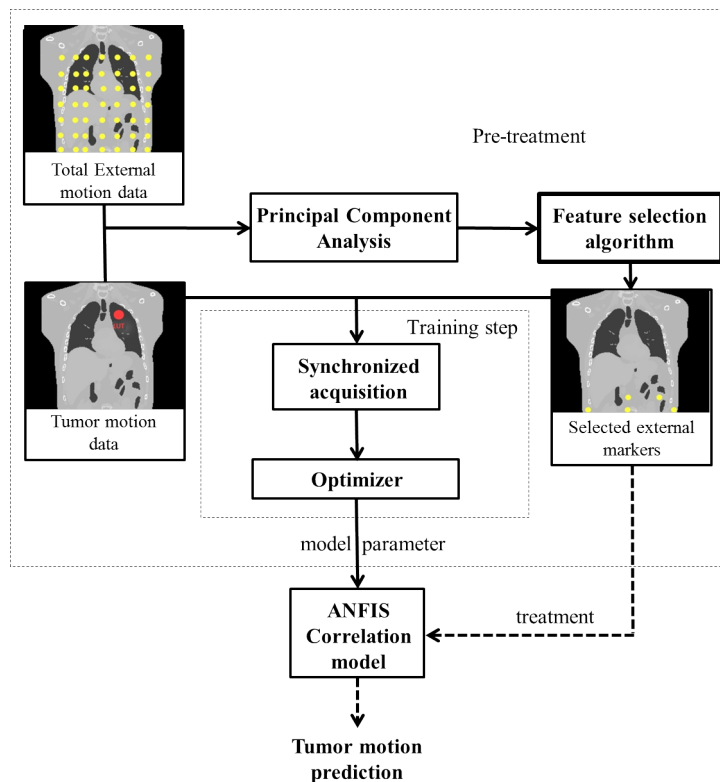 Total External
motion data
Pre-treatment
Principal Component
Analysis
Feature selection
algorithm
Tumor motion
data
Training step
Synchronized
acquisition
Optimizer
Selected external
markers
model parameter
ANFIS
Correlation
model
treatment
Tumor motion
prediction